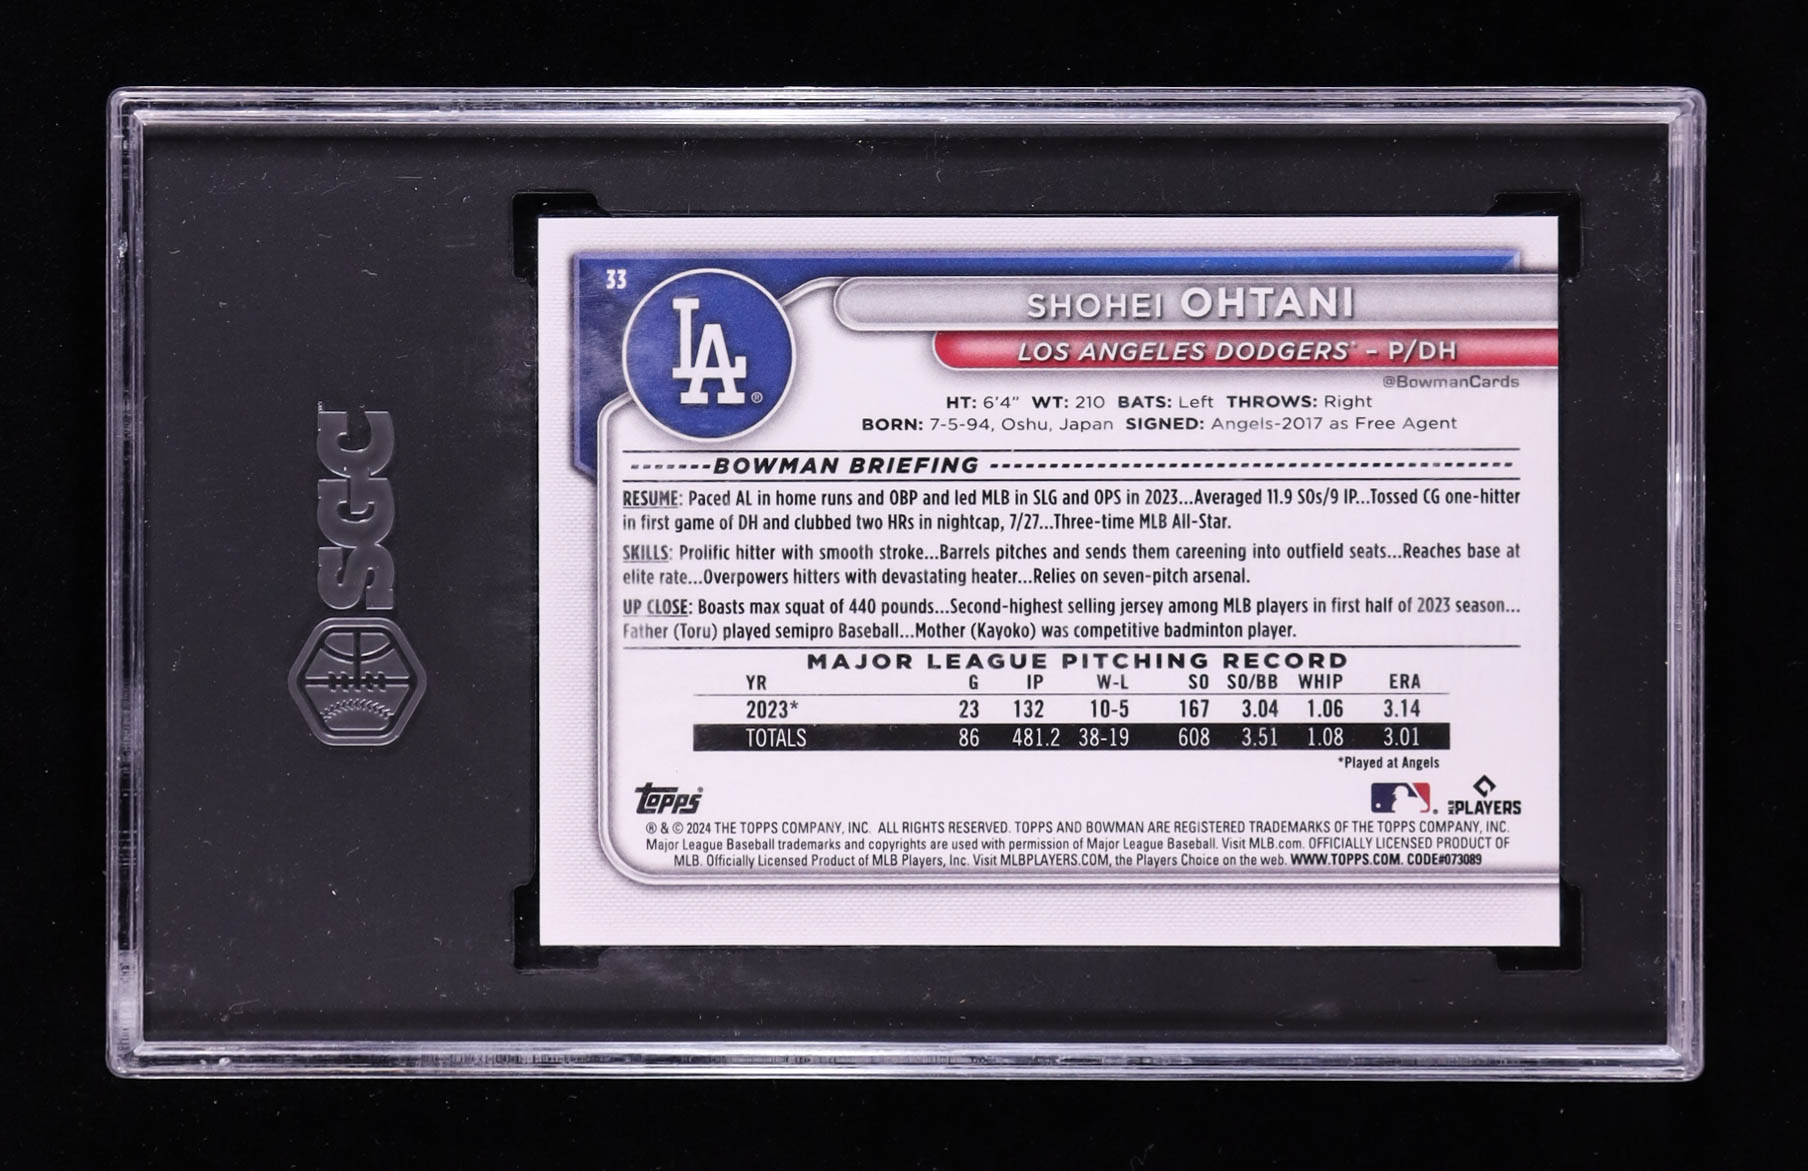 SGC
33
LA®
SHOHEI OHTANI
LOS ANGELES DODGERS® – P/DH
@BowmanCards
HT: 6'4" WT: 210 BATS: Left THROWS: Right
BORN: 7-5-94, Oshu, Japan SIGNED: Angels-2017 as Free Agent
BOWMAN BRIEFING
RESUME: Paced AL in home runs and OBP and led MLB in SLG and OPS in 2023...Averaged 11.9 SOs/9 IP...Tossed CG one-hitter
in first game of DH and clubbed two HRs in nightcap, 7/27...Three-time MLB All-Star.
SKILLS: Prolific hitter with smooth stroke...Barrels pitches and sends them careening into outfield seats...Reaches base at
elite rate...Overpowers hitters with devastating heater...Relies on seven-pitch arsenal.
UP CLOSE: Boasts max squat of 440 pounds...Second-highest selling jersey among MLB players in first half of 2023 season...
Father (Toru) played semipro Baseball...Mother (Kayoko) was competitive badminton player.
MAJOR LEAGUE PITCHING RECORD
YR G IP W-L SO SO/BB WHIP ERA
2023* 23 132 10-5 167 3.04 1.06 3.14
TOTALS 86 481.2 38-19 608 3.51 1.08 3.01
*Played at Angels
topps®
MLB PLAYERS
® & © 2024 THE TOPPS COMPANY, INC. ALL RIGHTS RESERVED. TOPPS AND BOWMAN ARE REGISTERED TRADEMARKS OF THE TOPPS COMPANY, INC.
Major League Baseball trademarks and copyrights are used with permission of Major League Baseball. Visit MLB.com. OFFICIALLY LICENSED PRODUCT OF
MLB. Officially Licensed Product of MLB Players, Inc. Visit MLBPLAYERS.COM, the Players Choice on the web. WWW.TOPPS.COM. CODE#073089